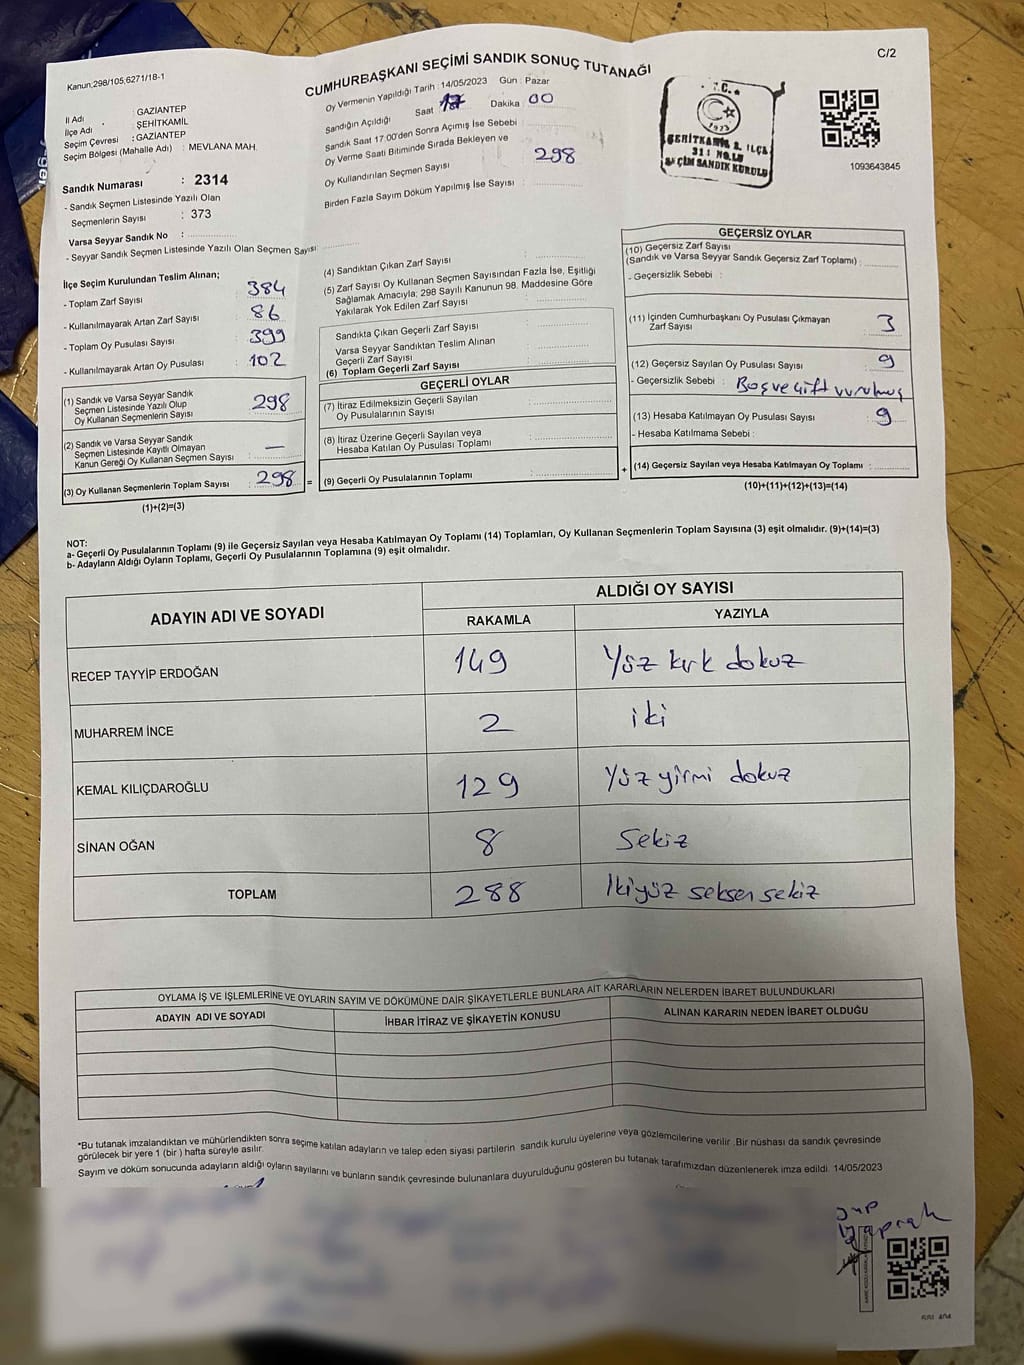 Kanun,298/105,6271/18-1
C/2
CUMHURBAŞKANI SEÇİMİ SANDIK SONUÇ TUTANAĞI
İl Adı : GAZİANTEP
İlçe Adı : ŞEHİTKAMİL
Seçim Çevresi : GAZİANTEP
Seçim Bölgesi (Mahalle Adı) : MEVLANA MAH.
Sandık Numarası : 2314
- Sandık Seçmen Listesinde Yazılı Olan
Seçmenlerin Sayısı : 373
Varsa Seyyar Sandık No :
- Seyyar Sandık Seçmen Listesinde Yazılı Olan Seçmen Sayısı:
Oy Vermenin Yapıldığı Tarih : 14/05/2023 Gün : Pazar
Sandığın Açıldığı Saat 17 Dakika 00
Sandık Saat 17.00'den Sonra Açımış İse Sebebi :
Oy Verme Saati Bitiminde Sırada Bekleyen ve
Oy Kullandırılan Seçmen Sayısı 298
Birden Fazla Sayım Döküm Yapılmış İse Sayısı :
T.C.
1923
ŞEHİTKAMİL 2. İLÇE
311 NO.LU
SEÇİM SANDIK KURULU
1093643845
İlçe Seçim Kurulundan Teslim Alınan;
- Toplam Zarf Sayısı 384
- Kullanılmayarak Artan Zarf Sayısı : 86
- Toplam Oy Pusulası Sayısı : 399
- Kullanılmayarak Artan Oy Pusulası : 102
(1) Sandık ve Varsa Seyyar Sandık
Seçmen Listesinde Yazılı Olup
Oy Kullanan Seçmenlerin Sayısı : 298
(2) Sandık ve Varsa Seyyar Sandık
Seçmen Listesinde Kayıtlı Olmayan
Kanun Gereği Oy Kullanan Seçmen Sayısı : —
(3) Oy Kullanan Seçmenlerin Toplam Sayısı : 298 =
(1)+(2)=(3)
(4) Sandıktan Çıkan Zarf Sayısı :
(5) Zarf Sayısı Oy Kullanan Seçmen Sayısından Fazla İse, Eşitliği
Sağlamak Amacıyla; 298 Sayılı Kanunun 98. Maddesine Göre
Yakılarak Yok Edilen Zarf Sayısı :
Sandıkta Çıkan Geçerli Zarf Sayısı :
Varsa Seyyar Sandıktan Teslim Alınan
Geçerli Zarf Sayısı :
(6) Toplam Geçerli Zarf Sayısı :
GEÇERLİ OYLAR
(7) İtiraz Edilmeksizin Geçerli Sayılan
Oy Pusulalarının Sayısı :
(8) İtiraz Üzerine Geçerli Sayılan veya
Hesaba Katılan Oy Pusulası Toplamı :
(9) Geçerli Oy Pusulalarının Toplamı : +
GEÇERSİZ OYLAR
(10) Geçersiz Zarf Sayısı
(Sandık ve Varsa Seyyar Sandık Geçersiz Zarf Toplamı) :
- Geçersizlik Sebebi :
(11) İçinden Cumhurbaşkanı Oy Pusulası Çıkmayan
Zarf Sayısı : 3
(12) Geçersiz Sayılan Oy Pusulası Sayısı : 9
- Geçersizlik Sebebi : Boş ve çift vurulmuş
(13) Hesaba Katılmayan Oy Pusulası Sayısı : 9
- Hesaba Katılmama Sebebi :
(14) Geçersiz Sayılan veya Hesaba Katılmayan Oy Toplamı :
(10)+(11)+(12)+(13)=(14)
NOT:
a- Geçerli Oy Pusulalarının Toplamı (9) ile Geçersiz Sayılan veya Hesaba Katılmayan Oy Toplamı (14) Toplamları, Oy Kullanan Seçmenlerin Toplam Sayısına (3) eşit olmalıdır. (9)+(14)=(3)
b- Adayların Aldığı Oyların Toplamı, Geçerli Oy Pusulalarının Toplamına (9) eşit olmalıdır.
ADAYIN ADI VE SOYADI
ALDIĞI OY SAYISI
RAKAMLA YAZIYLA
RECEP TAYYİP ERDOĞAN 149 Yüz kırk dokuz
MUHARREM İNCE 2 iki
KEMAL KILIÇDAROĞLU 129 Yüz yirmi dokuz
SİNAN OĞAN 8 Sekiz
TOPLAM 288 İkiyüz seksen sekiz
OYLAMA İŞ VE İŞLEMLERİNE VE OYLARIN SAYIM VE DÖKÜMÜNE DAİR ŞİKAYETLERLE BUNLARA AİT KARARLARIN NELERDEN İBARET BULUNDUKLARI
ADAYIN ADI VE SOYADI İHBAR İTİRAZ VE ŞİKAYETİN KONUSU ALINAN KARARIN NEDEN İBARET OLDUĞU
*Bu tutanak imzalandıktan ve mühürlendikten sonra seçime katılan adayların ve talep eden siyasi partilerin sandık kurulu üyelerine veya gözlemcilerine verilir .Bir nüshası da sandık çevresinde
görülecek bir yere 1 (bir ) hafta süreyle asılır.
Sayım ve döküm sonucunda adayların aldığı oyların sayılarını ve bunların sandık çevresinde bulunanlara duyurulduğunu gösteren bu tutanak tarafımızdan düzenlenerek imza edildi. 14/05/2023